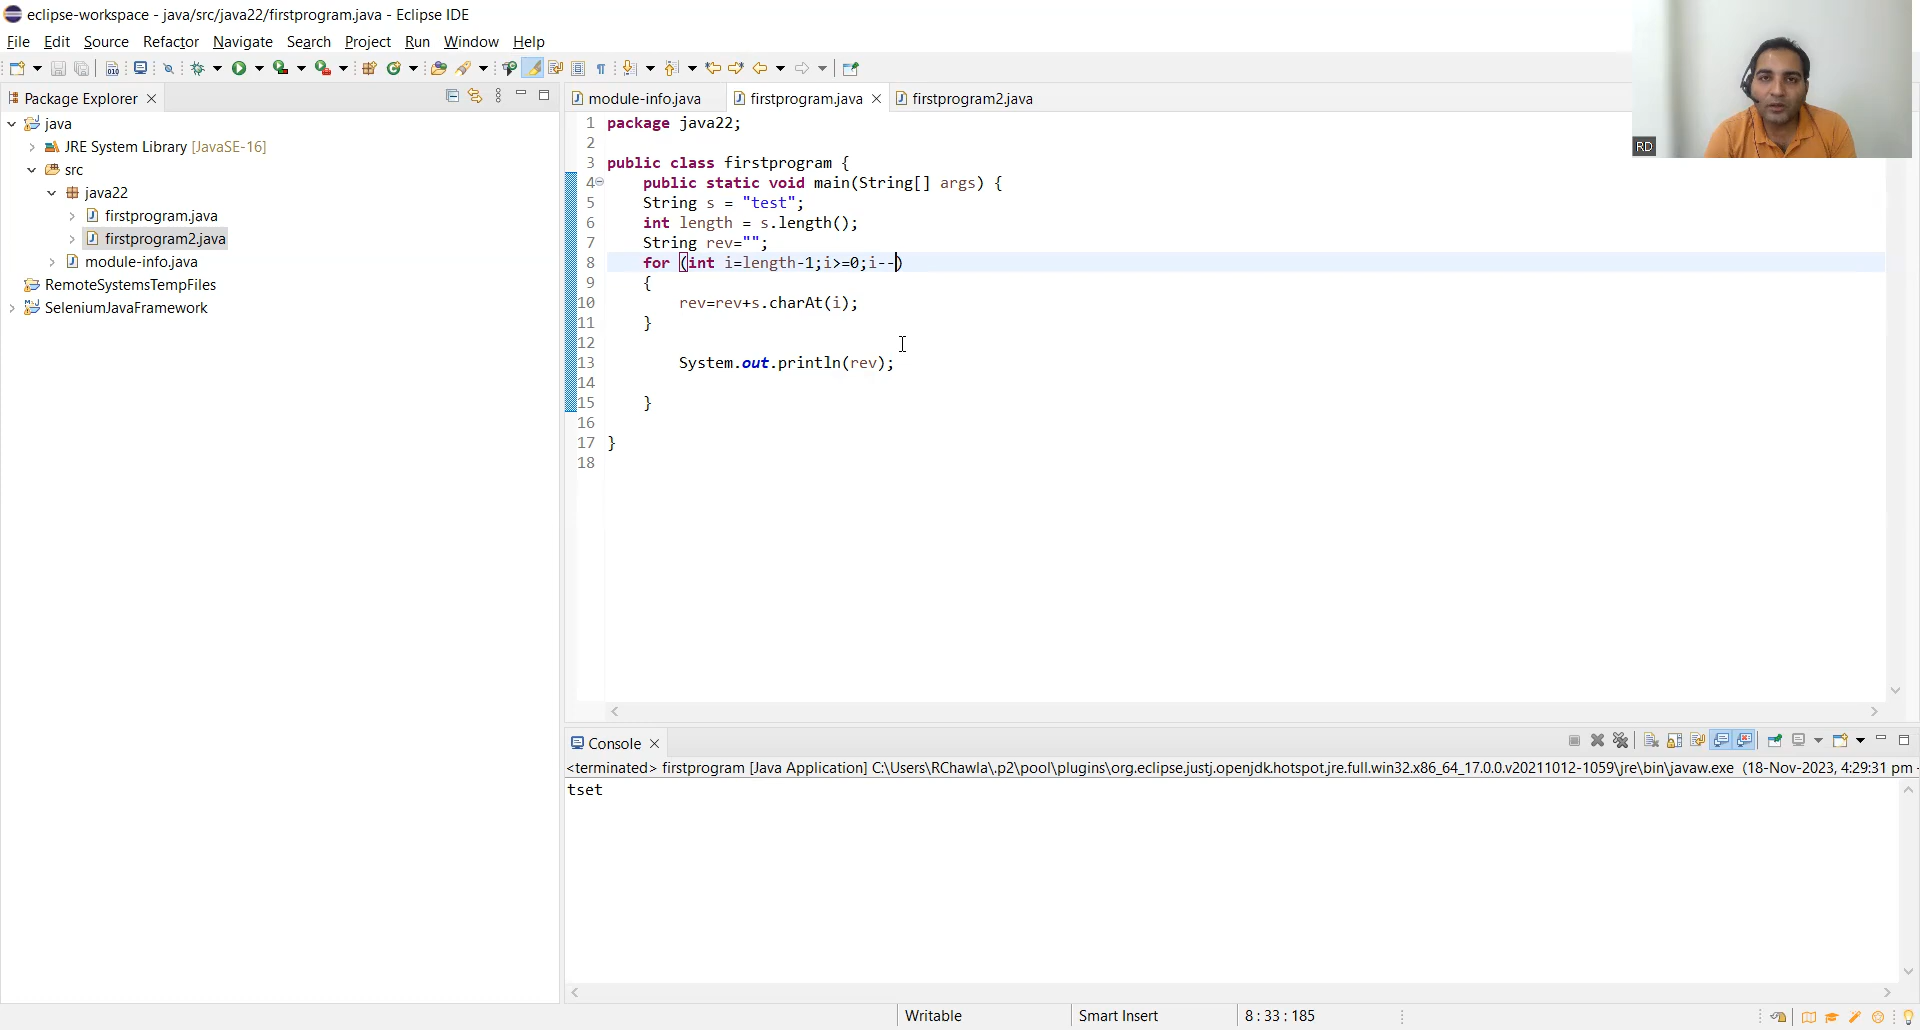 eclipse-workspace - java/src/java22/firstprogram.java - Eclipse IDE
File Edit Source Refactor Navigate Search Project Run Window Help
Package Explorer
java
JRE System Library [JavaSE-16]
src
java22
firstprogram.java
firstprogram2.java
module-info.java
RemoteSystemsTempFiles
SeleniumJavaFramework
module-info.java firstprogram.java firstprogram2.java
1 package java22;
2
3 public class firstprogram {
4 public static void main(String[] args) {
5 String s = "test";
6 int length = s.length();
7 String rev="";
8 for (int i=length-1;i>=0;i--)
9 {
10 rev=rev+s.charAt(i);
11 }
12
13 System.out.println(rev);
14
15 }
16
17 }
18
RD
Console
<terminated> firstprogram [Java Application] C:\Users\RChawla\.p2\pool\plugins\org.eclipse.justj.openjdk.hotspot.jre.full.win32.x86_64_17.0.0.v20211012-1059\jre\bin\javaw.exe (18-Nov-2023, 4:29:31 pm -
tset
Writable Smart Insert 8 : 33 : 185